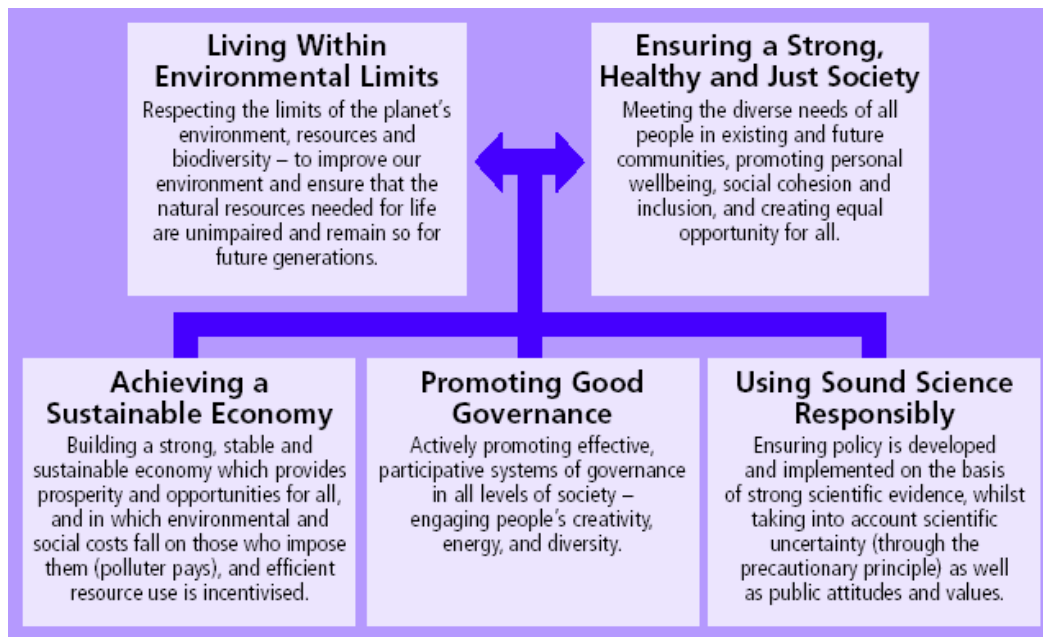 Living Within
Environmental Limits
Respecting the limits of the planet's
environment, resources and
biodiversity – to improve our
environment and ensure that the
natural resources needed for life
are unimpaired and remain so for
future generations.
Ensuring a Strong,
Healthy and Just Society
Meeting the diverse needs of all
people in existing and future
communities, promoting personal
wellbeing, social cohesion and
inclusion, and creating equal
opportunity for all.
Achieving a
Sustainable Economy
Building a strong, stable and
sustainable economy which provides
prosperity and opportunities for all,
and in which environmental and
social costs fall on those who impose
them (polluter pays), and efficient
resource use is incentivised.
Promoting Good
Governance
Actively promoting effective,
participative systems of governance
in all levels of society –
engaging people's creativity,
energy, and diversity.
Using Sound Science
Responsibly
Ensuring policy is developed
and implemented on the basis
of strong scientific evidence, whilst
taking into account scientific
uncertainty (through the
precautionary principle) as well
as public attitudes and values.